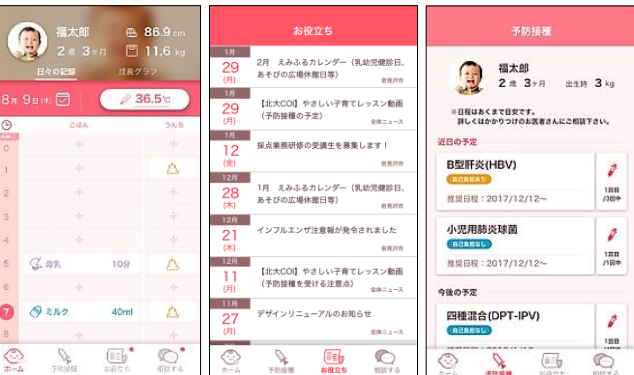 福太郎
86.9 cm
2 歳 3ヶ月
11.6 kg
日々の記録
成長グラフ
8月 9日(水)
36.5℃
ごはん
うんち
AM
0
1
2
3
4
5
母乳
10分
6
7
ミルク
40ml
8
ホーム
予防接種
お役立ち
相談する
お役立ち
1月
29
(月)
2月 えみふるカレンダー（乳幼児健診日、
あそびの広場休館日等）
岩見沢市
1月
29
(月)
【北大COI】やさしい子育てレッスン動画
（予防接種の予定）
全体ニュース
1月
12
(金)
採点業務研修の受講生を募集します！
岩見沢市
12月
28
(木)
1月 えみふるカレンダー（乳幼児健診日、
あそびの広場休館日等）
岩見沢市
12月
21
(木)
インフルエンザ注意報が発令されました
岩見沢市
12月
11
(月)
【北大COI】やさしい子育てレッスン動画
（予防接種を受ける注意点）
全体ニュース
11月
27
(月)
デザインリニューアルのお知らせ
全体ニュース
ホーム
予防接種
お役立ち
相談する
予防接種
福太郎
2 歳 3ヶ月
出生時 3 kg
※日程はあくまで目安です。
詳しくはかかりつけのお医者さんにご相談下さい。
近日の予定
B型肝炎(HBV)
自己負担あり
推奨日程：2017/12/12〜
1回目
/3回中
小児用肺炎球菌
自己負担なし
推奨日程：2017/12/12〜
1回目
/1回中
今後の予定
四種混合(DPT-IPV)
自己負担なし
1回目
ホーム
予防接種
お役立ち
相談する